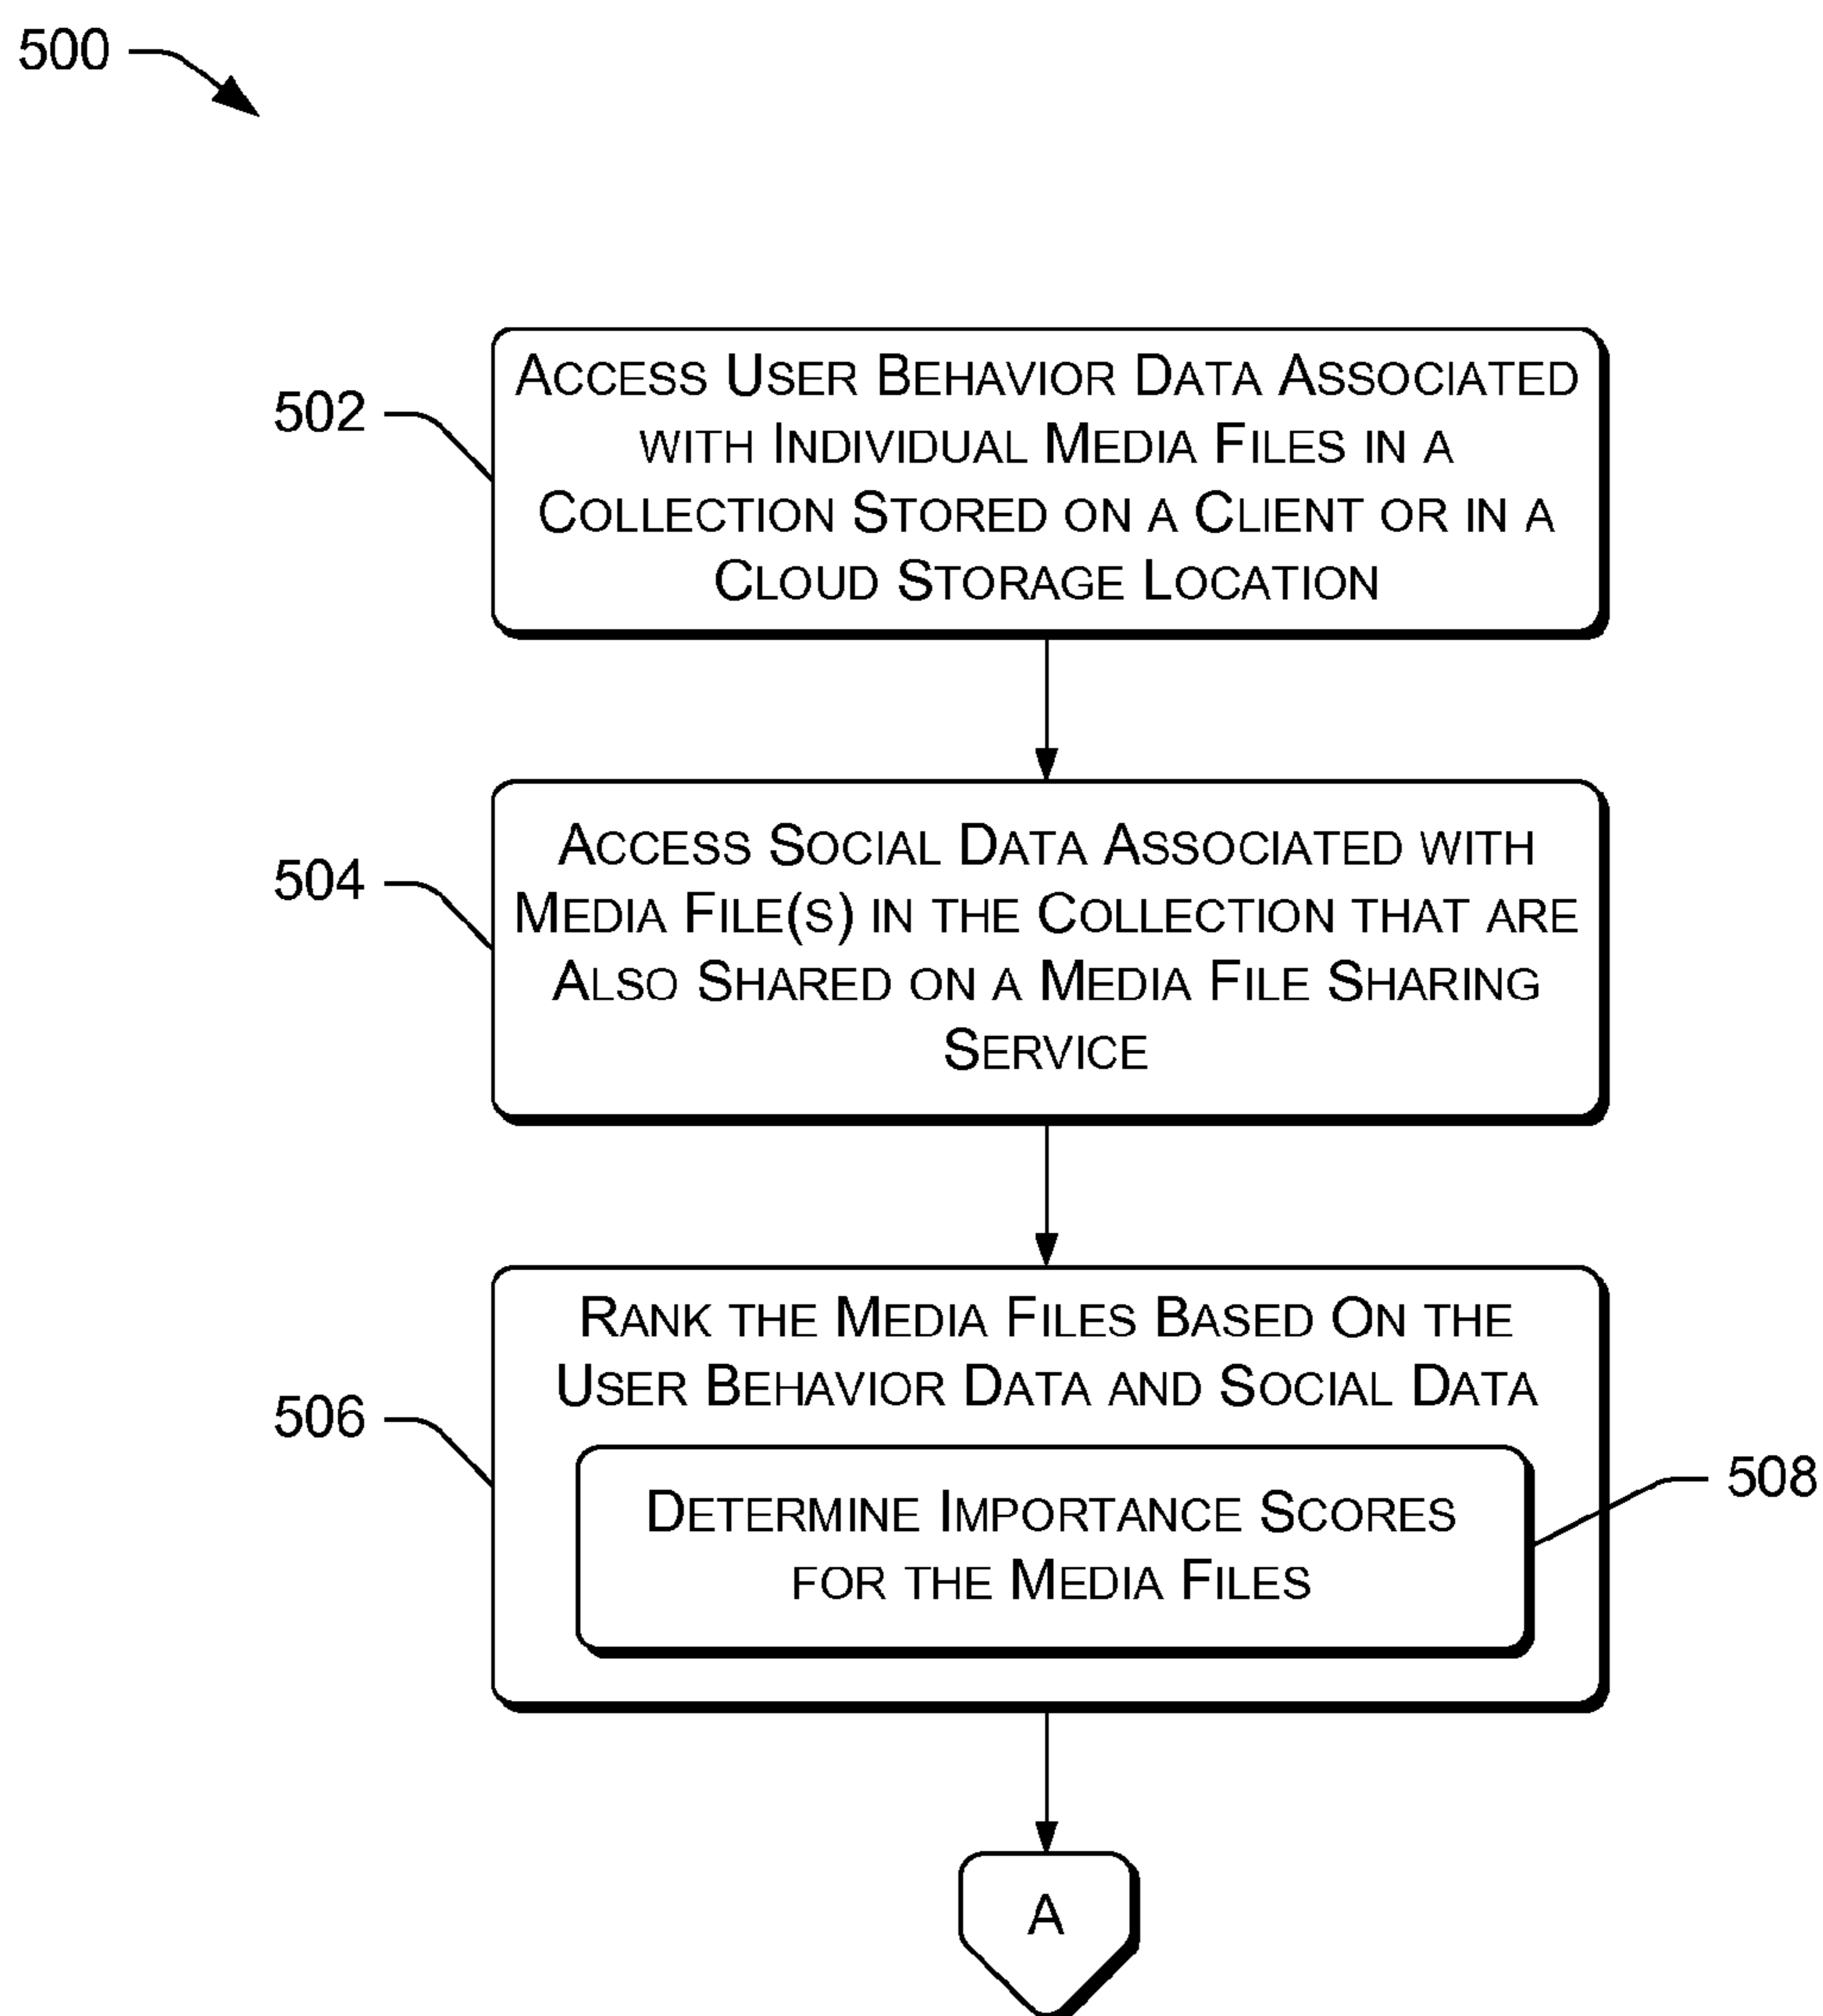 500
502
Access User Behavior Data Associated
with Individual Media Files in a
Collection Stored on a Client or in a
Cloud Storage Location
504
Access Social Data Associated with
Media File(s) in the Collection that are
Also Shared on a Media File Sharing
Service
506
Rank the Media Files Based On the
User Behavior Data and Social Data
508
Determine Importance Scores
for the Media Files
A